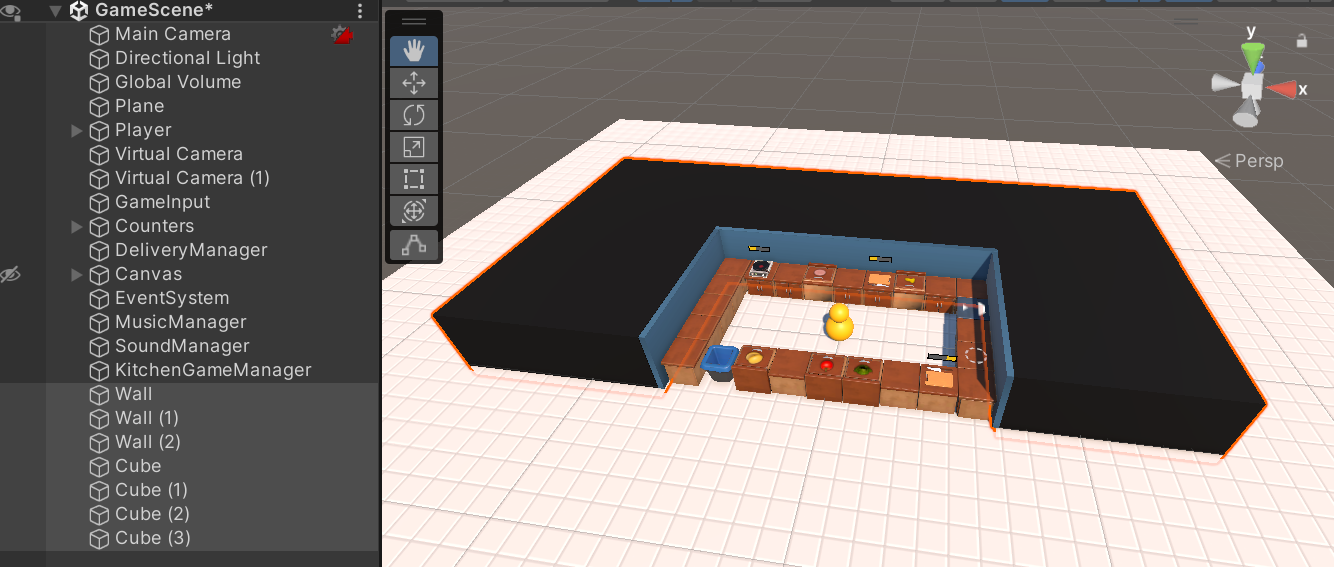 GameScene*
Main Camera
Directional Light
Global Volume
Plane
Player
Virtual Camera
Virtual Camera (1)
GameInput
Counters
DeliveryManager
Canvas
EventSystem
MusicManager
SoundManager
KitchenGameManager
Wall
Wall (1)
Wall (2)
Cube
Cube (1)
Cube (2)
Cube (3)
y
x
Persp